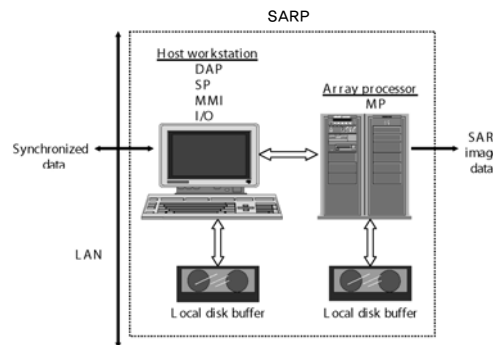 SARP
Host workstation
DAP
SP
MMI
I/O
Array processor
MP
Synchronized
data
SAR
imag
data
LAN
Local disk buffer
Local disk buffer